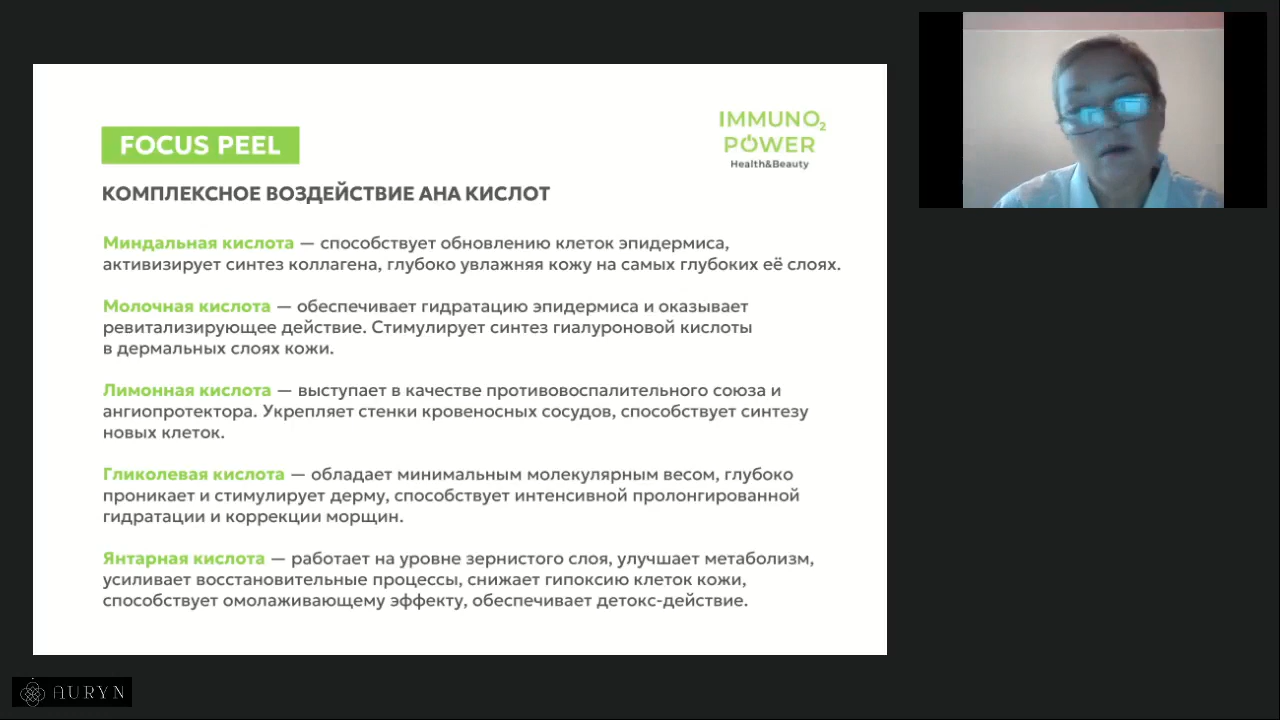 FOCUS PEEL
IMMUNO2
POWER
Health&Beauty
КОМПЛЕКСНОЕ ВОЗДЕЙСТВИЕ АНА КИСЛОТ
Миндальная кислота — способствует обновлению клеток эпидермиса,
активизирует синтез коллагена, глубоко увлажняя кожу на самых глубоких её слоях.
Молочная кислота — обеспечивает гидратацию эпидермиса и оказывает
ревитализирующее действие. Стимулирует синтез гиалуроновой кислоты
в дермальных слоях кожи.
Лимонная кислота — выступает в качестве противовоспалительного союза и
ангиопротектора. Укрепляет стенки кровеносных сосудов, способствует синтезу
новых клеток.
Гликолевая кислота — обладает минимальным молекулярным весом, глубоко
проникает и стимулирует дерму, способствует интенсивной пролонгированной
гидратации и коррекции морщин.
Янтарная кислота — работает на уровне зернистого слоя, улучшает метаболизм,
усиливает восстановительные процессы, снижает гипоксию клеток кожи,
способствует омолаживающему эффекту, обеспечивает детокс-действие.
AURYN